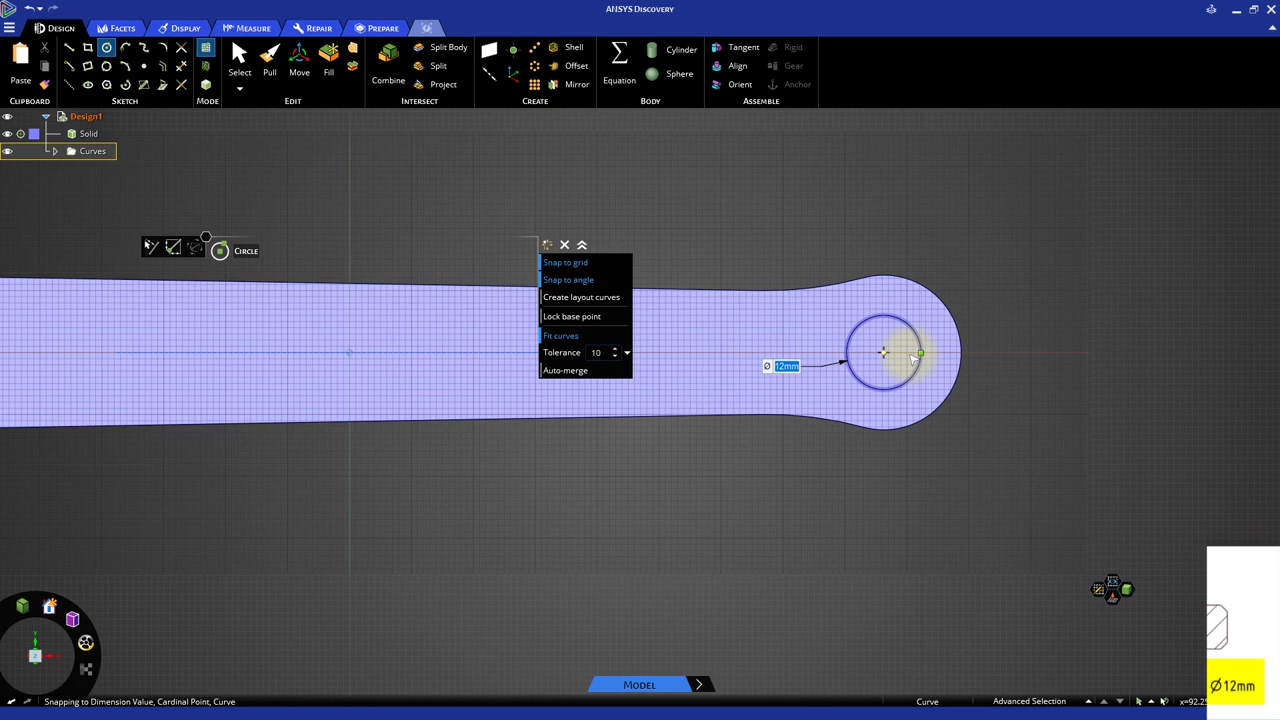 ANSYS Discovery
Design
Facets
Display
Measure
Repair
Prepare
Paste
Select
Pull
Move
Fill
Combine
Split Body
Split
Project
Shell
Offset
Mirror
Equation
Cylinder
Sphere
Tangent
Align
Orient
Rigid
Gear
Anchor
Clipboard
Sketch
Mode
Edit
Intersect
Create
Body
Assemble
Design1
Solid
Curves
Circle
Snap to grid
Snap to angle
Create layout curves
Lock base point
Fit curves
Tolerance 10
Auto-merge
Ø 12mm
Y
Z
Ø12mm
Model
Snapping to Dimension Value, Cardinal Point, Curve
Curve
Advanced Selection
x=92.25